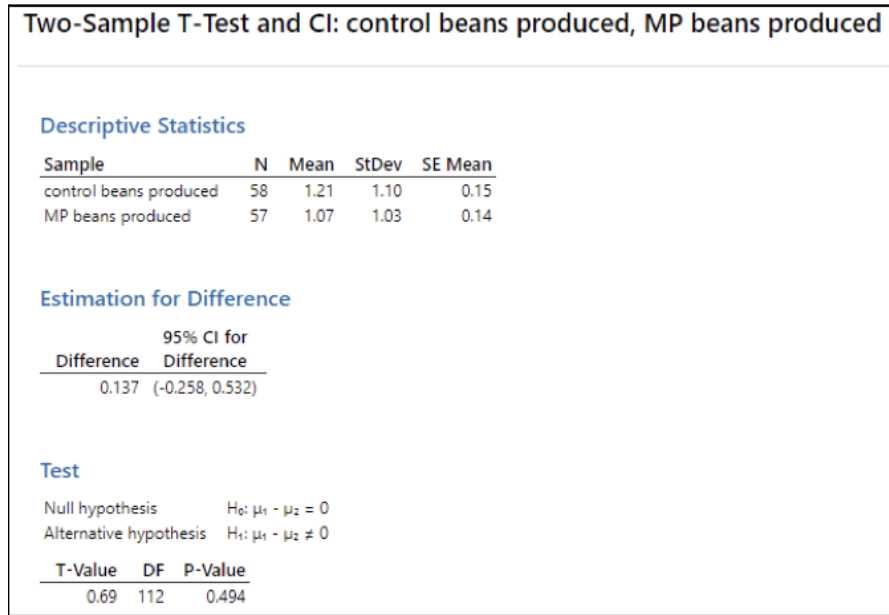 Two-Sample T-Test and CI: control beans produced, MP beans produced
Descriptive Statistics
Sample N Mean StDev SE Mean
control beans produced 58 1.21 1.10 0.15
MP beans produced 57 1.07 1.03 0.14
Estimation for Difference
95% CI for
Difference Difference
0.137 (-0.258, 0.532)
Test
Null hypothesis H₀: μ₁ - µ₂ = 0
Alternative hypothesis H₁: μ₁ - µ₂ ≠ 0
T-Value DF P-Value
0.69 112 0.494